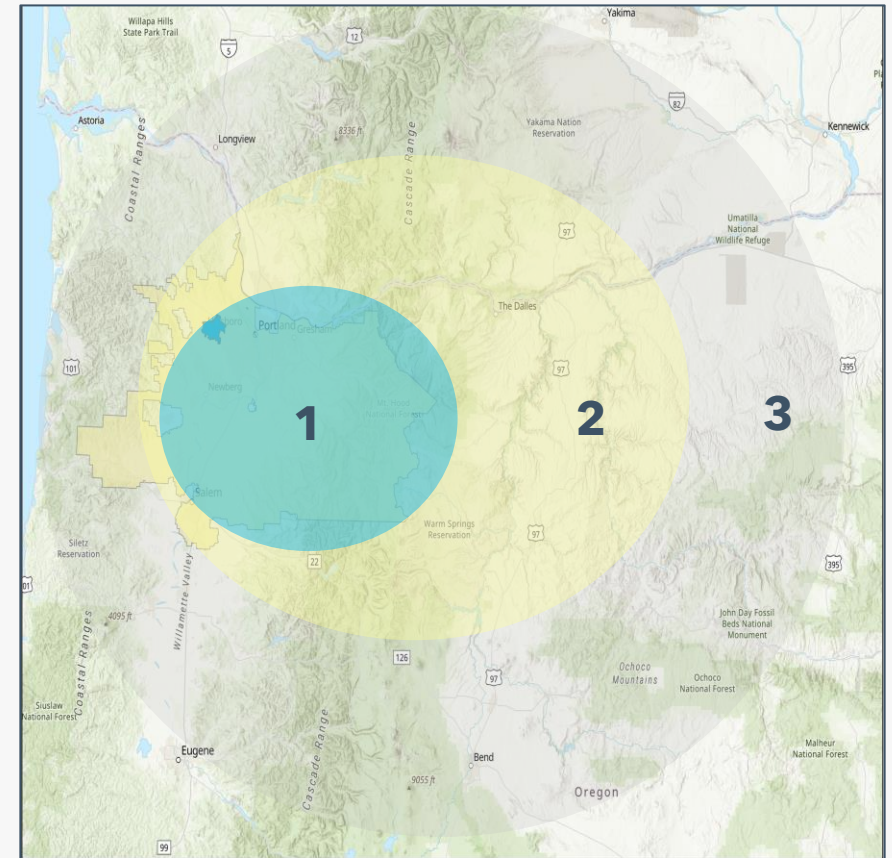 Willapa Hills
State Park Trail
Yakima
5
12
82
Astoria
Longview
8336 ft
Yakama Nation
Reservation
Kennewick
Coastal Ranges
Cascade Range
Umatilla
National
Wildlife Refuge
97
The Dalles
Portland
Gresham
101
97
395
Newberg
1
2
3
Salem
Warm Springs
Reservation
97
Siletz
Reservation
22
395
Willamette Valley
4095 ft
John Day Fossil
Beds National
Monument
126
97
Ochoco
Mountains
Ochoco
National Forest
Coastal Ranges
Siuslaw
National Forest
Eugene
Cascade Range
Bend
Malheur
National Forest
9055 ft
Oregon
99